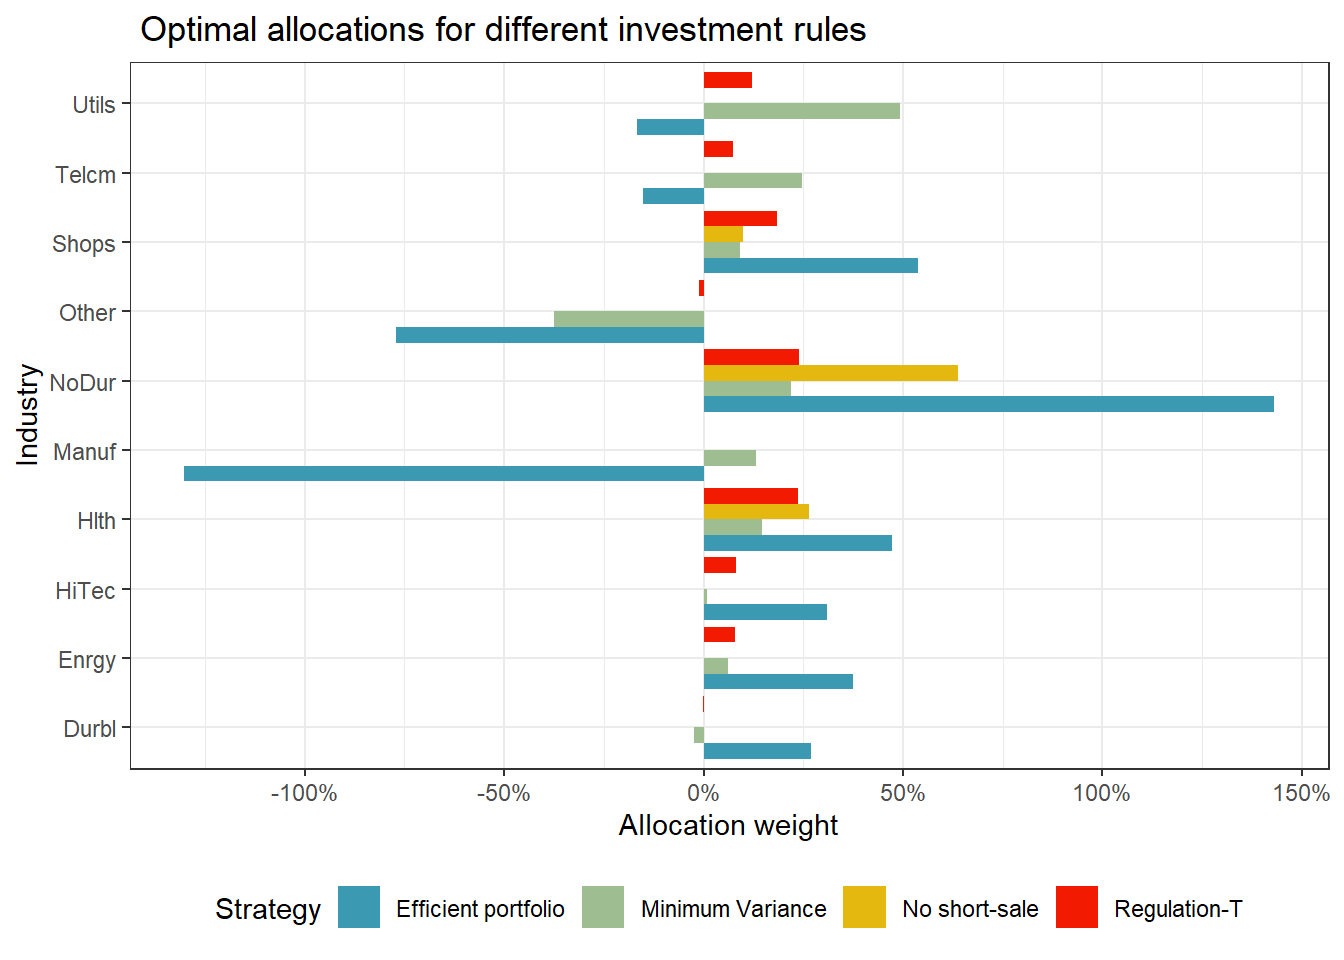 Optimal allocations for different investment rules
Industry
Utils
Telcm
Shops
Other
NoDur
Manuf
Hlth
HiTec
Enrgy
Durbl
-100% -50% 0% 50% 100% 150%
Allocation weight
Strategy Efficient portfolio Minimum Variance No short-sale Regulation-T